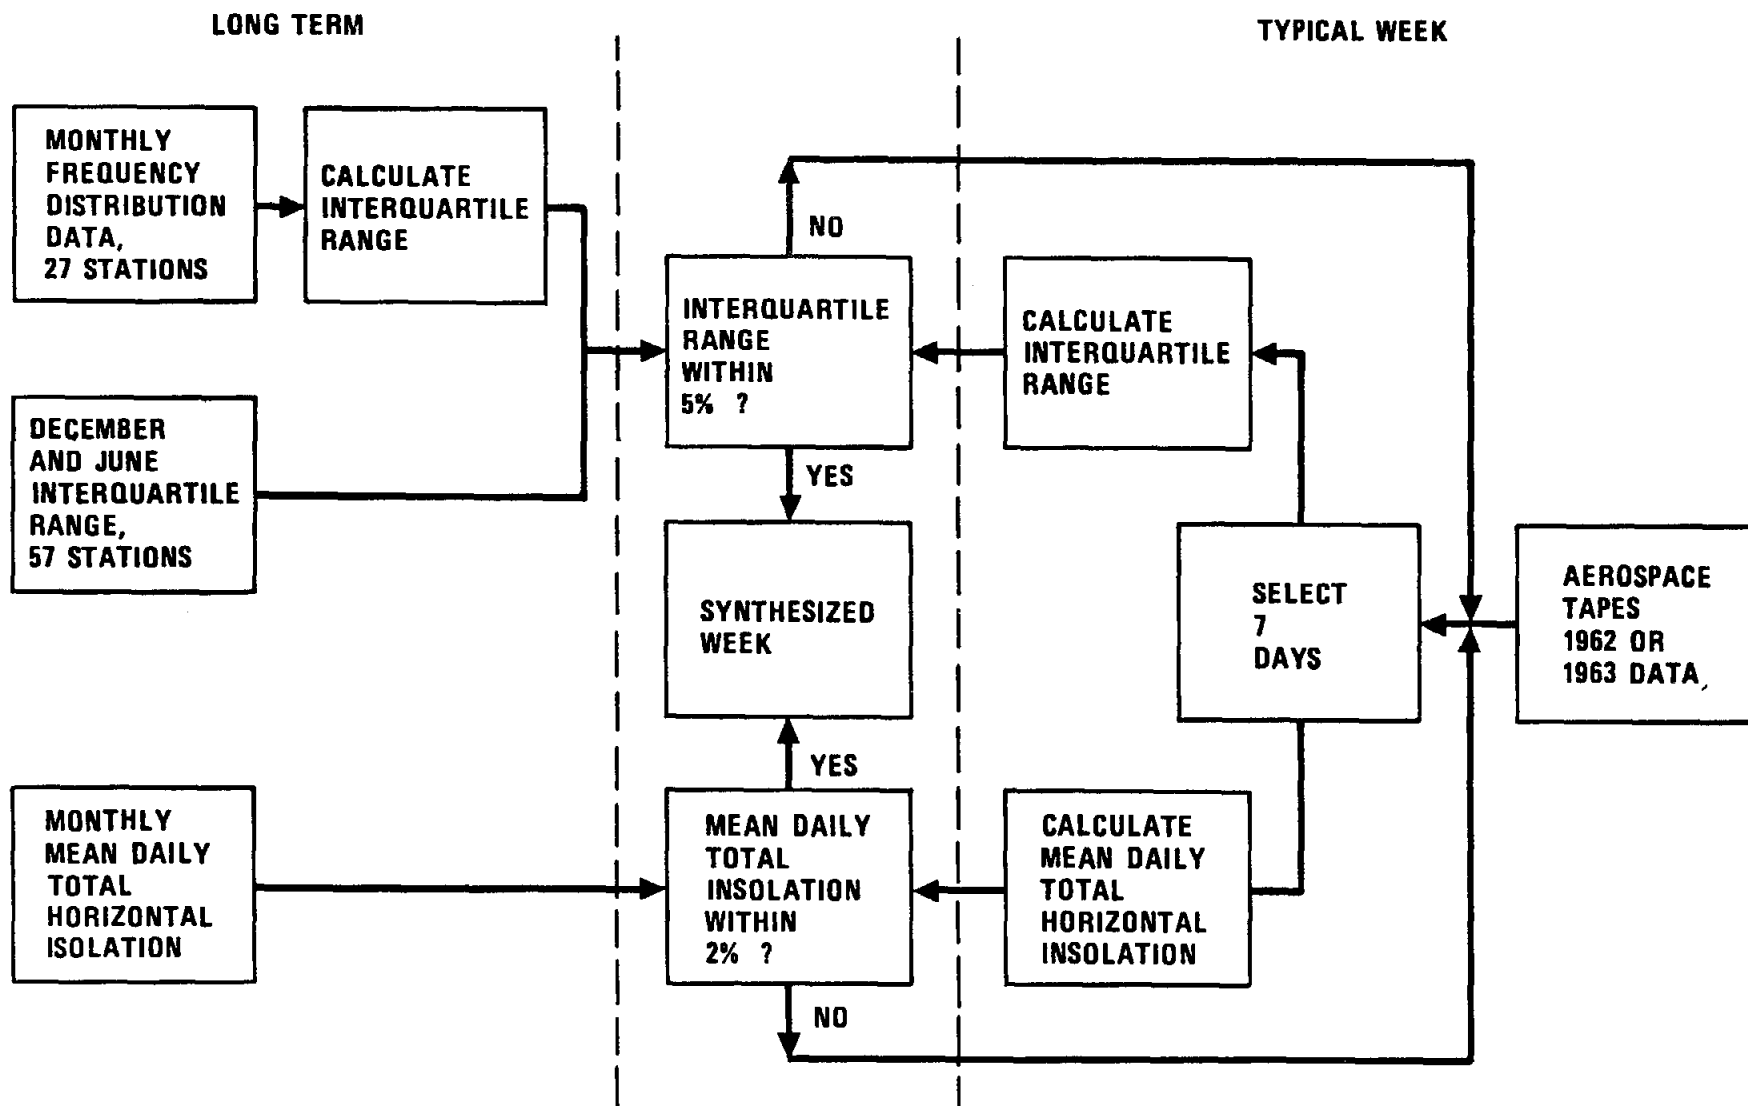 LONG TERM
TYPICAL WEEK
MONTHLY
FREQUENCY
DISTRIBUTION
DATA,
27 STATIONS
CALCULATE
INTERQUARTILE
RANGE
DECEMBER
AND JUNE
INTERQUARTILE
RANGE,
57 STATIONS
MONTHLY
MEAN DAILY
TOTAL
HORIZONTAL
ISOLATION
NO
INTERQUARTILE
RANGE
WITHIN
5% ?
YES
SYNTHESIZED
WEEK
YES
MEAN DAILY
TOTAL
INSOLATION
WITHIN
2% ?
NO
CALCULATE
INTERQUARTILE
RANGE
CALCULATE
MEAN DAILY
TOTAL
HORIZONTAL
INSOLATION
SELECT
7
DAYS
AEROSPACE
TAPES
1962 OR
1963 DATA